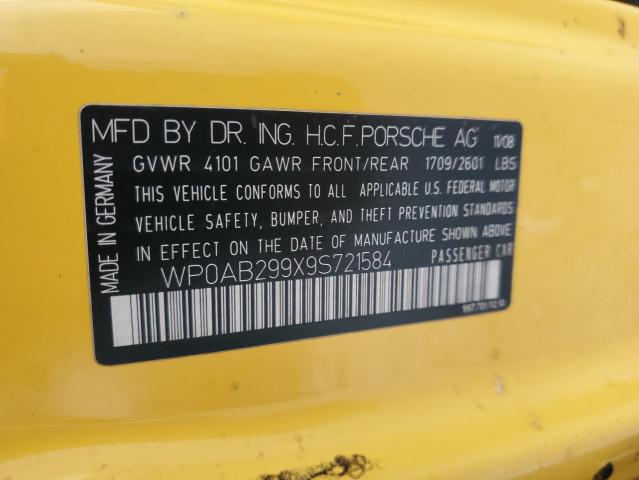 MFD BY DR. ING. H.C.F. PORSCHE AG 11/08
GVWR 4101 GAWR FRONT/REAR 1709/2601 LBS
THIS VEHICLE CONFORMS TO ALL APPLICABLE U.S. FEDERAL MOTOR
VEHICLE SAFETY, BUMPER, AND THEFT PREVENTION STANDARDS
IN EFFECT ON THE DATE OF MANUFACTURE SHOWN ABOVE
WP0AB299X9S721584 PASSENGER CAR
MADE IN GERMANY